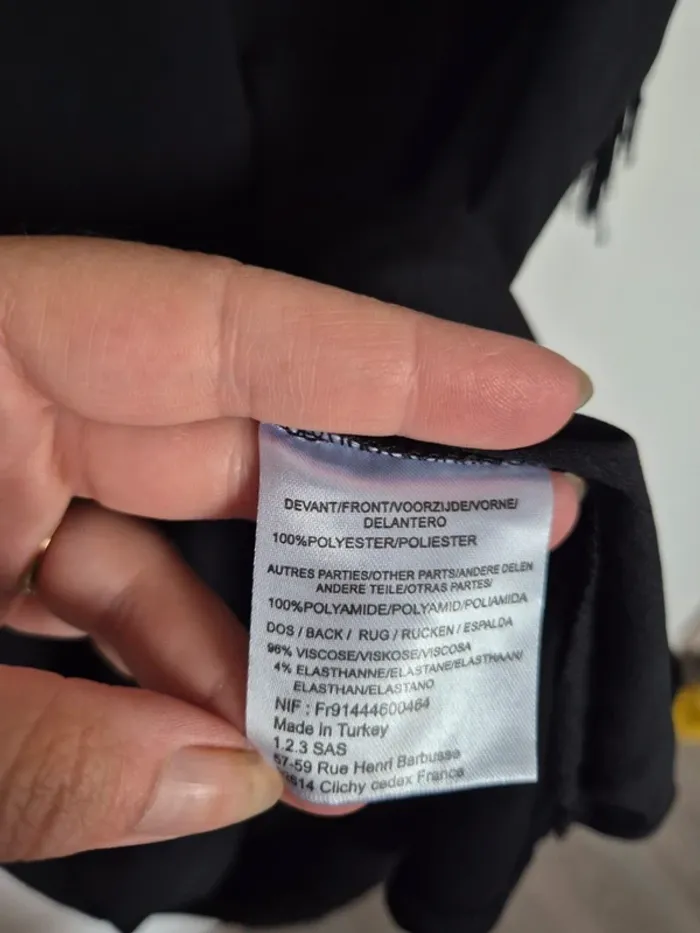 DEVANT/FRONT/VOORZIJDE/VORNE/
DELANTERO
100%POLYESTER/POLIESTER
AUTRES PARTIES/OTHER PARTS/ANDERE DELEN
ANDERE TEILE/OTRAS PARTES/
100%POLYAMIDE/POLYAMID/POLIAMIDA
DOS / BACK / RUG / RUCKEN / ESPALDA
96% VISCOSE/VISKOSE/VISCOSA
4% ELASTHANNE/ELASTANE/ELASTHAAN/
ELASTHAN/ELASTANO
NIF : Fr91444600464
Made in Turkey
1.2.3 SAS
57-59 Rue Henri Barbusse
Clichy cedex France